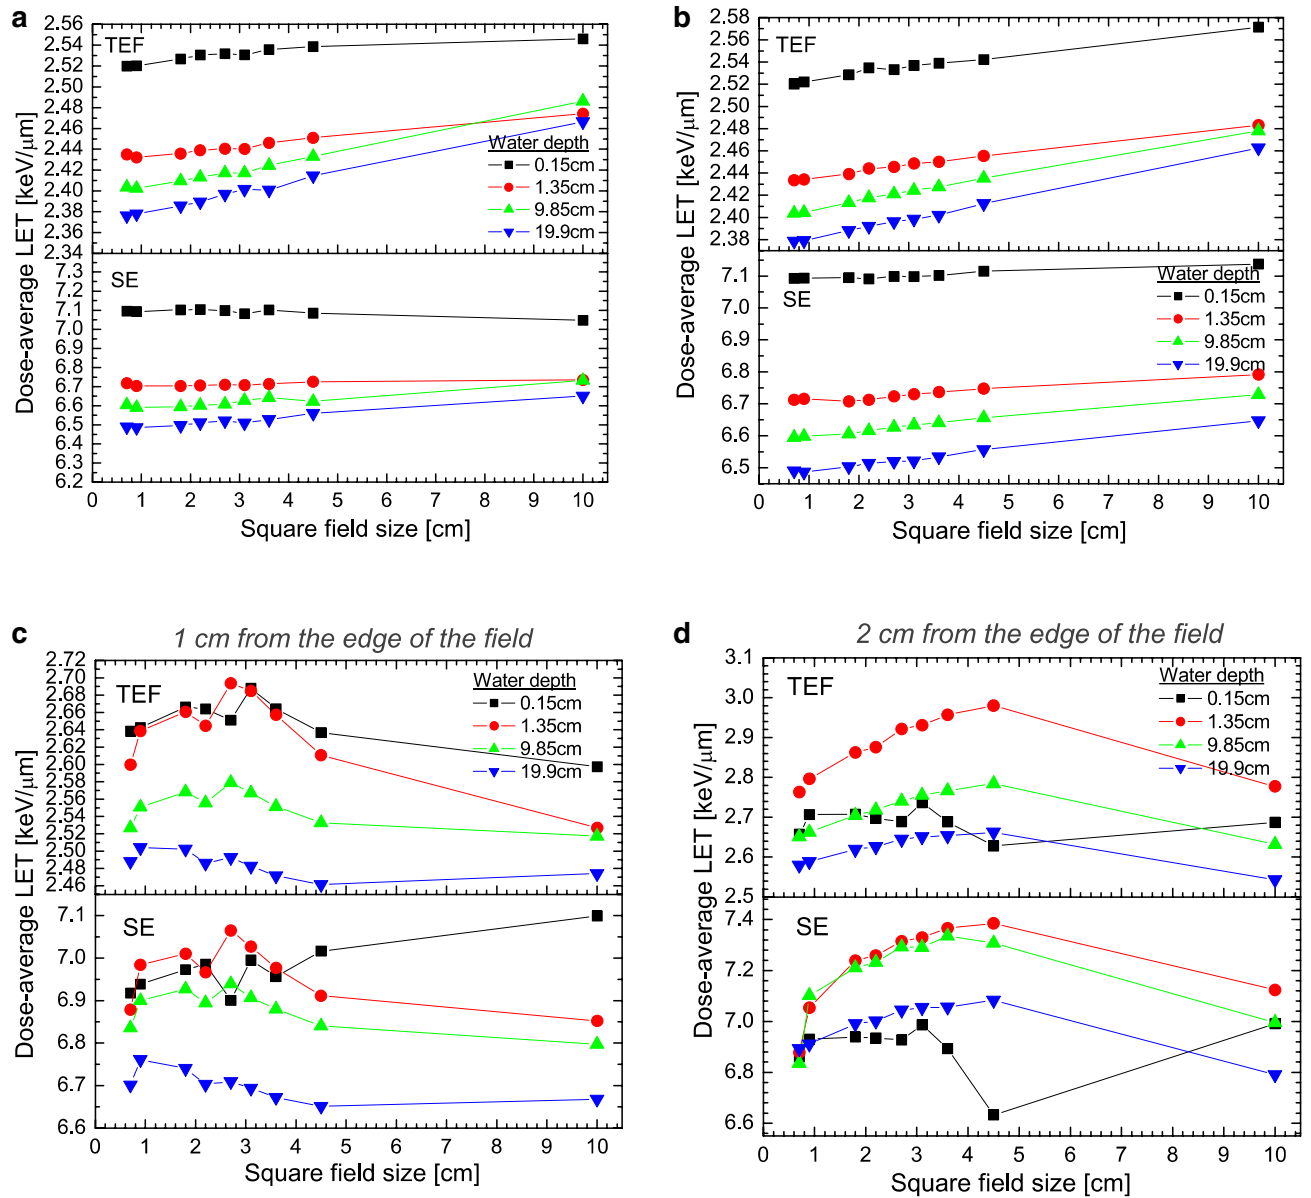 a
TEF
2.56
2.54
2.52
2.50
2.48
2.46
2.44
2.42
2.40
2.38
2.36
2.34
Water depth
0.15cm
1.35cm
9.85cm
19.9cm
SE
7.3
7.2
7.1
7.0
6.9
6.8
6.7
6.6
6.5
6.4
6.3
6.2
Dose-average LET [keV/μm]
0 1 2 3 4 5 6 7 8 9 10
Square field size [cm]
b
TEF
2.58
2.56
2.54
2.52
2.50
2.48
2.46
2.44
2.42
2.40
2.38
SE
7.1
7.0
6.9
6.8
6.7
6.6
6.5
Water depth
0.15cm
1.35cm
9.85cm
19.9cm
Dose-average LET [keV/μm]
0 1 2 3 4 5 6 7 8 9 10
Square field size [cm]
c
1 cm from the edge of the field
TEF
2.72
2.70
2.68
2.66
2.64
2.62
2.60
2.58
2.56
2.54
2.52
2.50
2.48
2.46
Water depth
0.15cm
1.35cm
9.85cm
19.9cm
SE
7.1
7.0
6.9
6.8
6.7
6.6
Dose-average LET [keV/μm]
0 1 2 3 4 5 6 7 8 9 10
Square field size [cm]
d
2 cm from the edge of the field
TEF
3.1
3.0
2.9
2.8
2.7
2.6
2.5
Water depth
0.15cm
1.35cm
9.85cm
19.9cm
SE
7.4
7.2
7.0
6.8
6.6
Dose-average LET [keV/μm]
0 1 2 3 4 5 6 7 8 9 10
Square field size [cm]